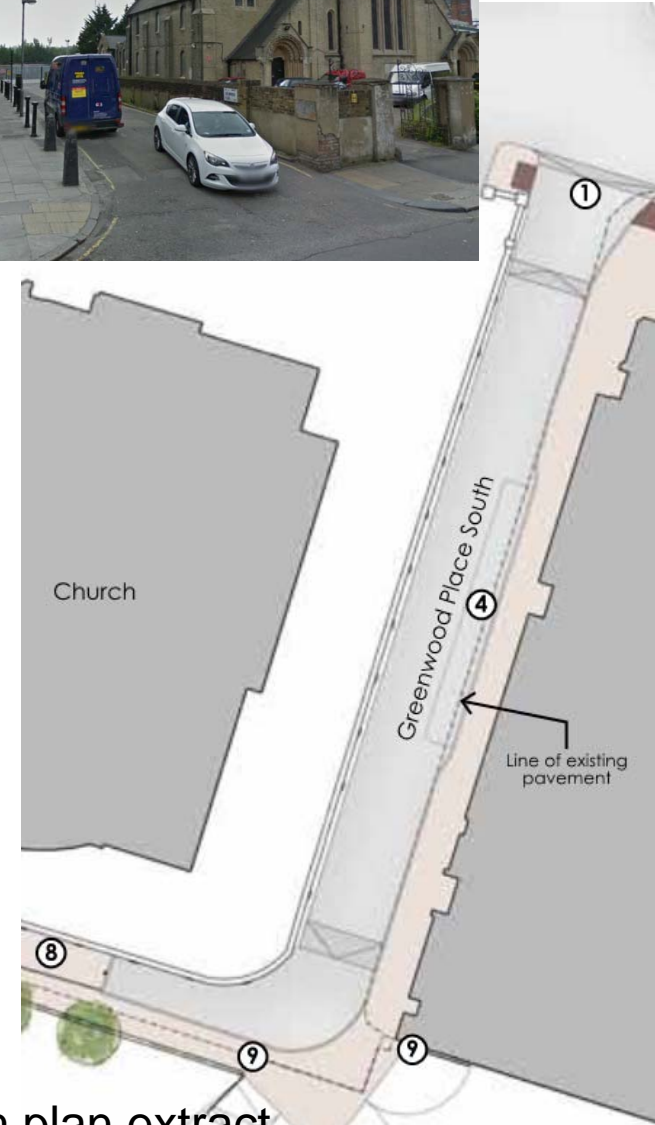 1
Greenwood Place South
4
Church
Line of existing
pavement
8
9
9
plan extract